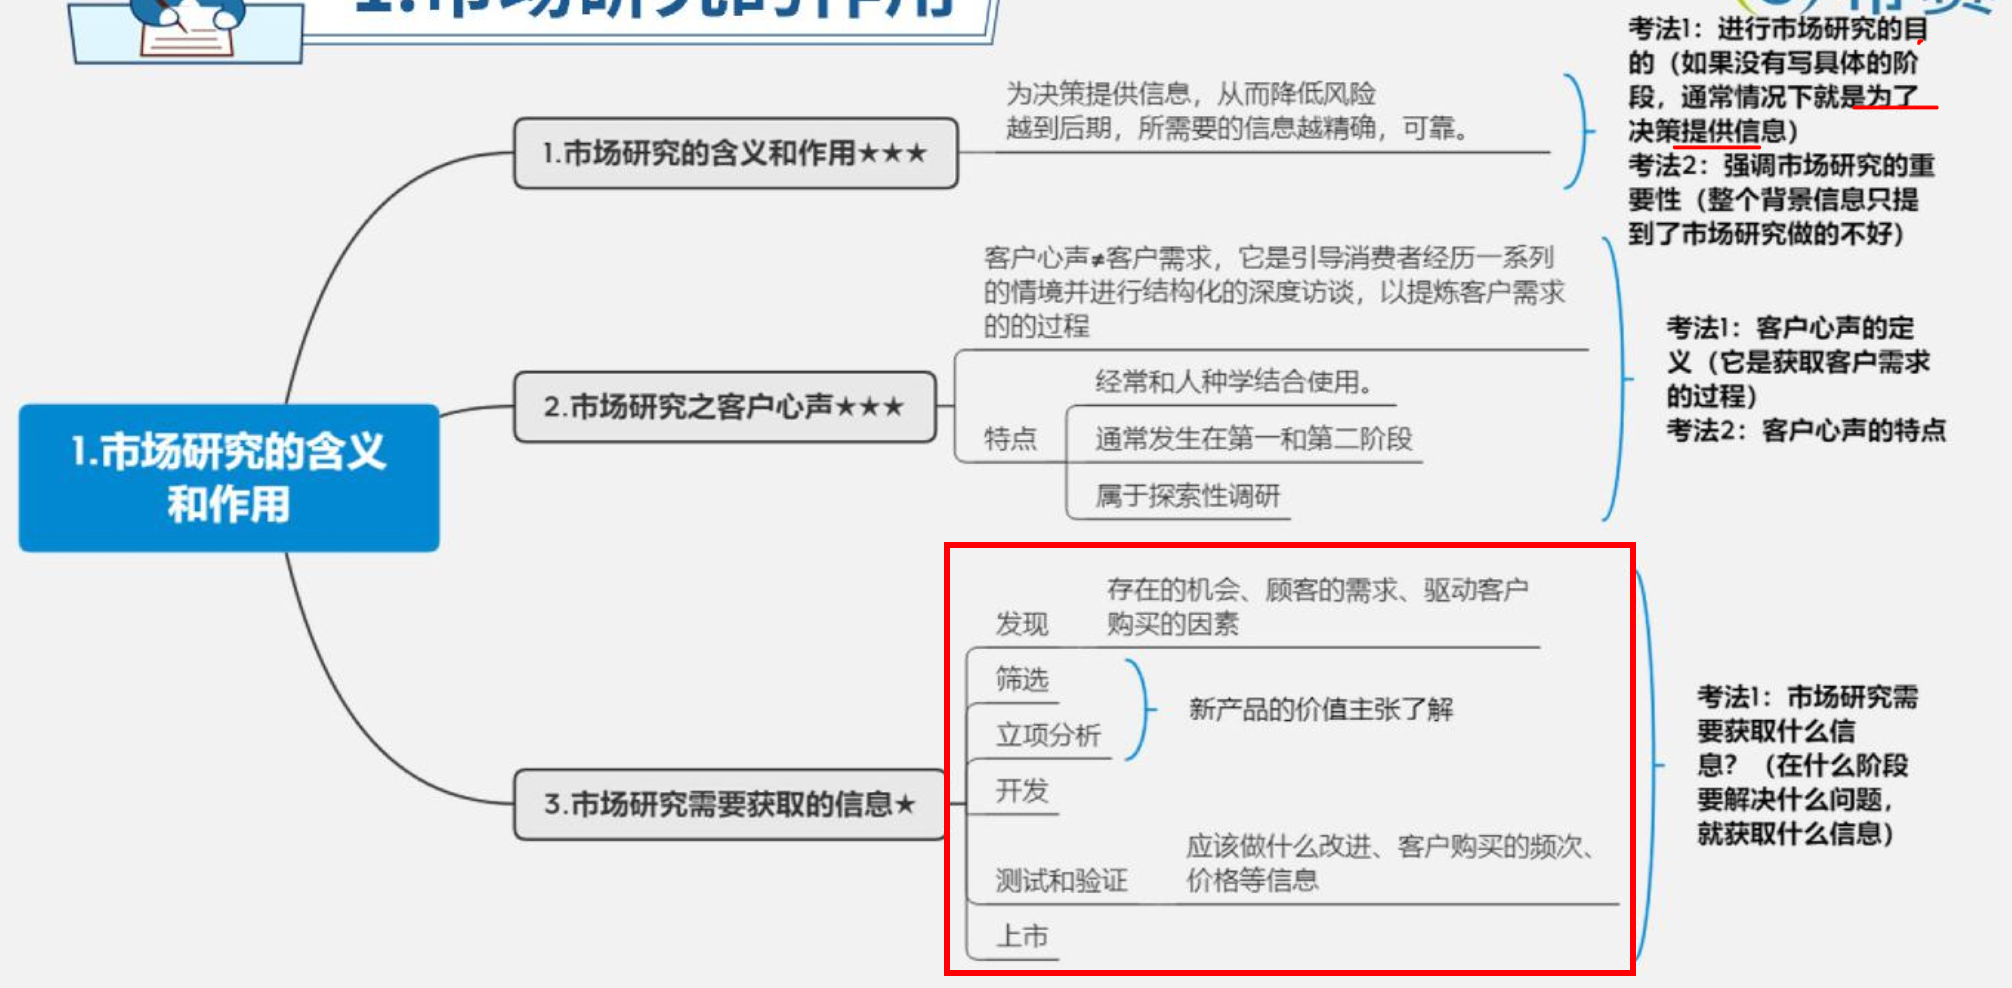 1.市场研究的作用
1.市场研究的含义
和作用
1.市场研究的含义和作用★★★
为决策提供信息，从而降低风险
越到后期，所需要的信息越精确，可靠。
考法1：进行市场研究的目
的（如果没有写具体的阶
段，通常情况下就是为了
决策提供信息）
考法2：强调市场研究的重
要性（整个背景信息只提
到了市场研究做的不好）
2.市场研究之客户心声★★★
客户心声≠客户需求，它是引导消费者经历一系列
的情境并进行结构化的深度访谈，以提炼客户需求
的的过程
特点
经常和人种学结合使用。
通常发生在第一和第二阶段
属于探索性调研
考法1：客户心声的定
义（它是获取客户需求
的过程）
考法2：客户心声的特点
3.市场研究需要获取的信息★
发现
存在的机会、顾客的需求、驱动客户
购买的因素
筛选
立项分析
新产品的价值主张了解
开发
测试和验证
应该做什么改进、客户购买的频次、
价格等信息
上市
考法1：市场研究需
要获取什么信
息？（在什么阶段
要解决什么问题，
就获取什么信息）